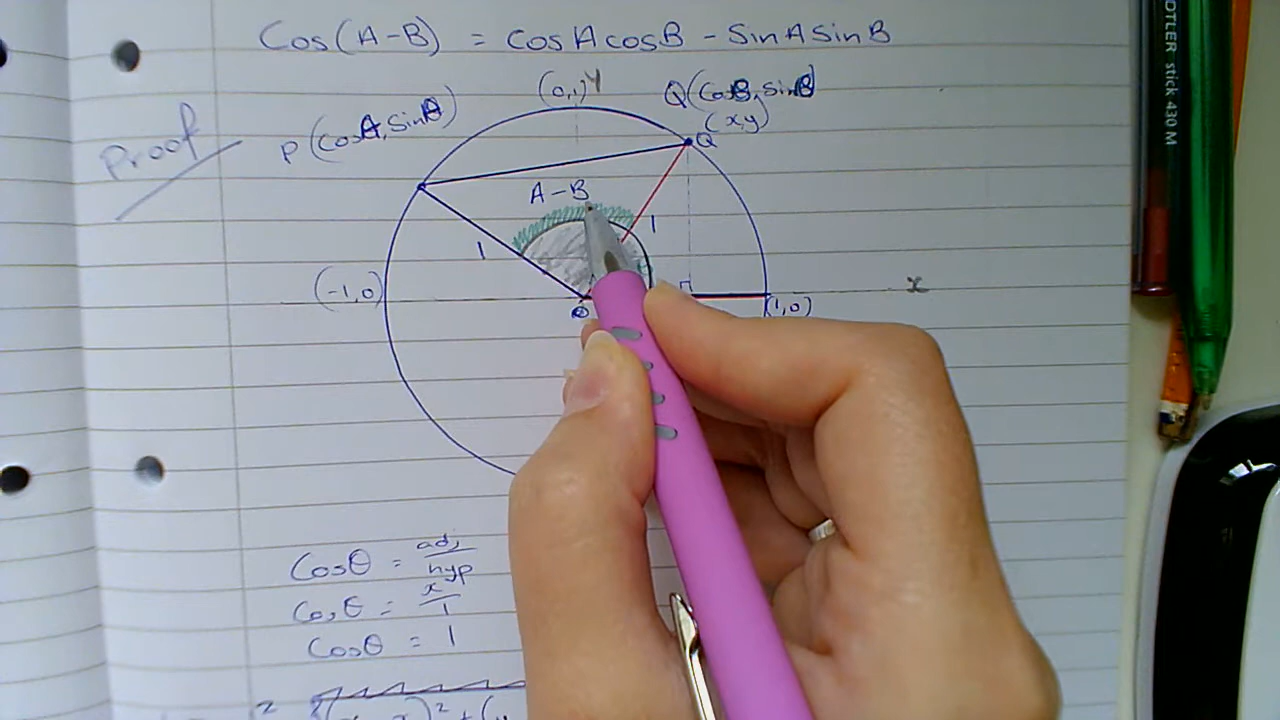 Cos(A-B) = CosAcosB - SinASinB
(0,1) Y
Q(CosB, SinB)
(x,y)
Proof
P(CosA, Sinθ)
Q
A-B
1
1
(-1,0)
x
(1,0)
Cosθ = adj/hyp
Cosθ = x/1
Cosθ = 1